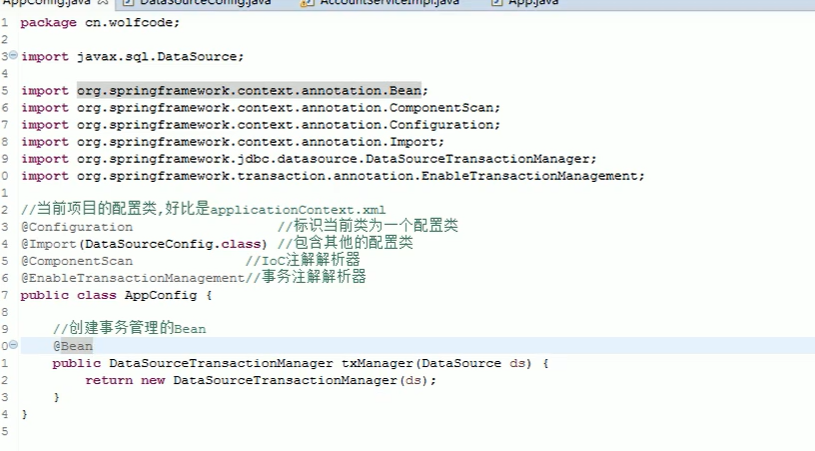 AppConfig.java DataSourceConfig.java AccountServiceImpl.java App.java
1 package cn.wolfcode;
2
3 import javax.sql.DataSource;
4
5 import org.springframework.context.annotation.Bean;
6 import org.springframework.context.annotation.ComponentScan;
7 import org.springframework.context.annotation.Configuration;
8 import org.springframework.context.annotation.Import;
9 import org.springframework.jdbc.datasource.DataSourceTransactionManager;
0 import org.springframework.transaction.annotation.EnableTransactionManagement;
1
2 //当前项目的配置类,好比是applicationContext.xml
3 @Configuration //标识当前类为一个配置类
4 @Import(DataSourceConfig.class) //包含其他的配置类
5 @ComponentScan //IoC注解解析器
6 @EnableTransactionManagement//事务注解解析器
7 public class AppConfig {
8
9 //创建事务管理的Bean
0 @Bean
1 public DataSourceTransactionManager txManager(DataSource ds) {
2 return new DataSourceTransactionManager(ds);
3 }
4 }
5